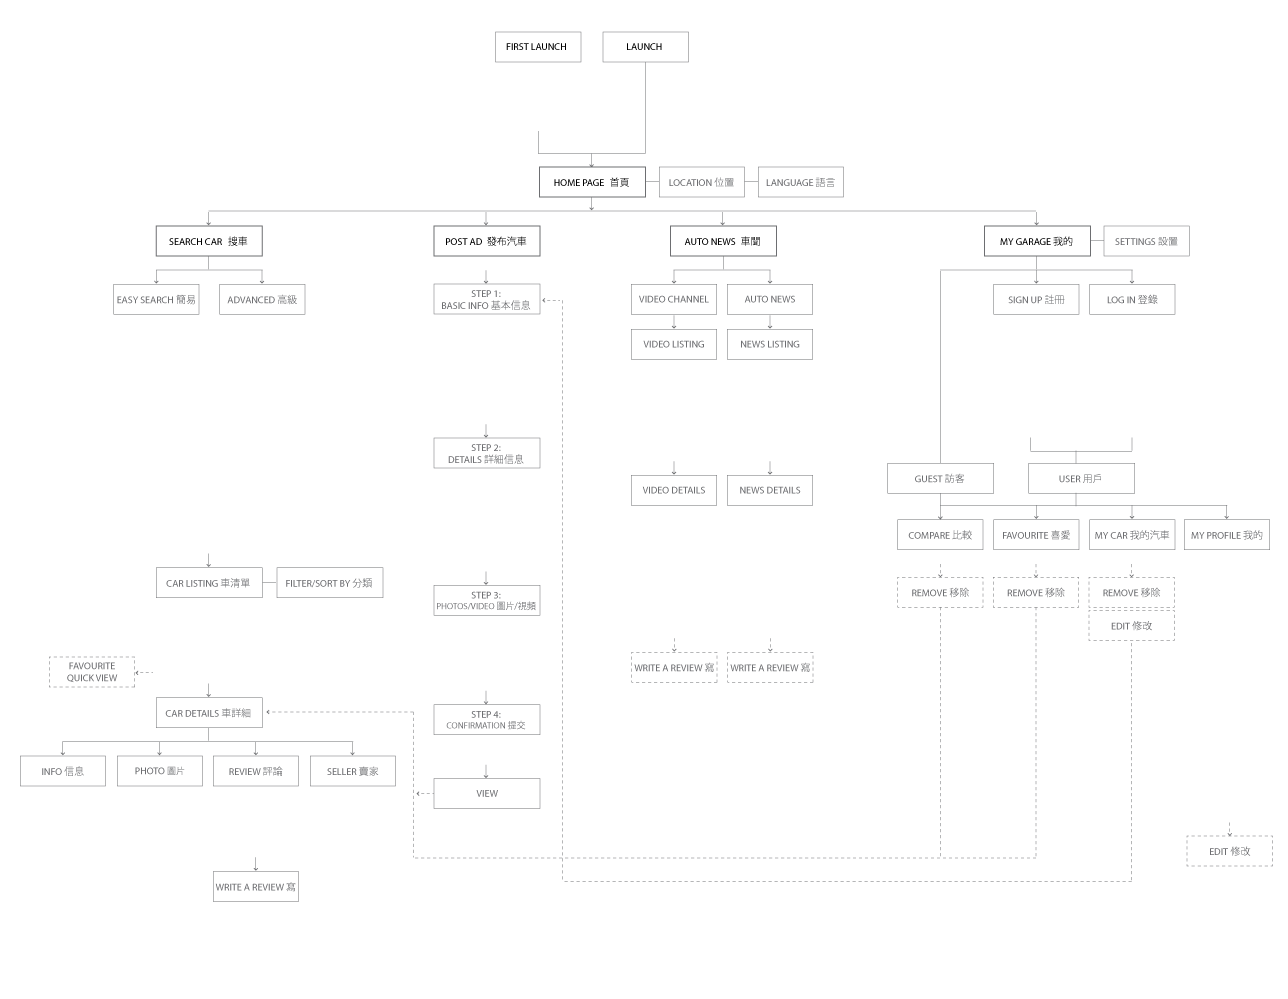 FIRST LAUNCH
LAUNCH
HOME PAGE 首頁
LOCATION 位置
LANGUAGE 語言
SEARCH CAR 搜車
POST AD 發布汽車
AUTO NEWS 車聞
MY GARAGE 我的
SETTINGS 設置
EASY SEARCH 簡易
ADVANCED 高級
STEP 1:
BASIC INFO 基本信息
VIDEO CHANNEL
AUTO NEWS
SIGN UP 註冊
LOG IN 登錄
VIDEO LISTING
NEWS LISTING
STEP 2:
DETAILS 詳細信息
VIDEO DETAILS
NEWS DETAILS
GUEST 訪客
USER 用戶
COMPARE 比較
FAVOURITE 喜愛
MY CAR 我的汽車
MY PROFILE 我的
CAR LISTING 車清單
FILTER/SORT BY 分類
STEP 3:
PHOTOS/VIDEO 圖片/視頻
REMOVE 移除
REMOVE 移除
REMOVE 移除
EDIT 修改
FAVOURITE
QUICK VIEW
WRITE A REVIEW 寫
WRITE A REVIEW 寫
CAR DETAILS 車詳細
STEP 4:
CONFIRMATION 提交
INFO 信息
PHOTO 圖片
REVIEW 評論
SELLER 賣家
VIEW
EDIT 修改
WRITE A REVIEW 寫